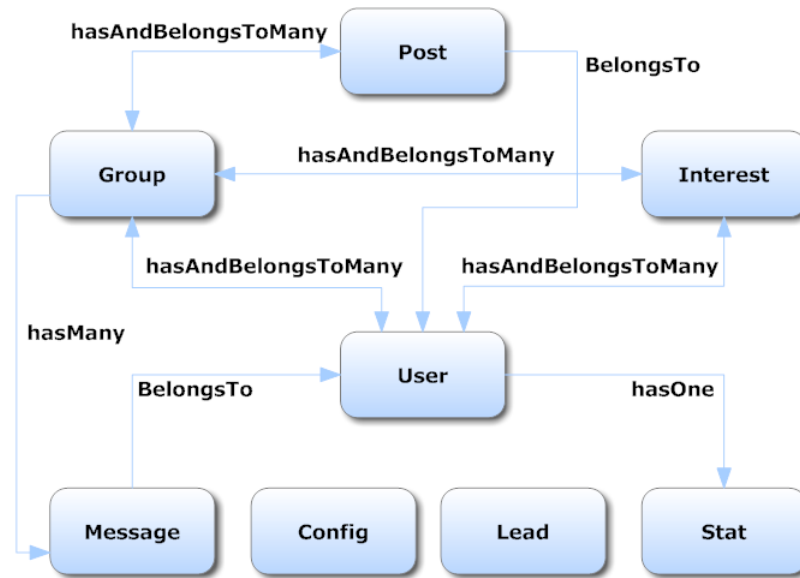 hasAndBelongsToMany
Post
BelongsTo
hasAndBelongsToMany
Group
Interest
hasAndBelongsToMany
hasAndBelongsToMany
hasMany
User
BelongsTo
hasOne
Message
Config
Lead
Stat